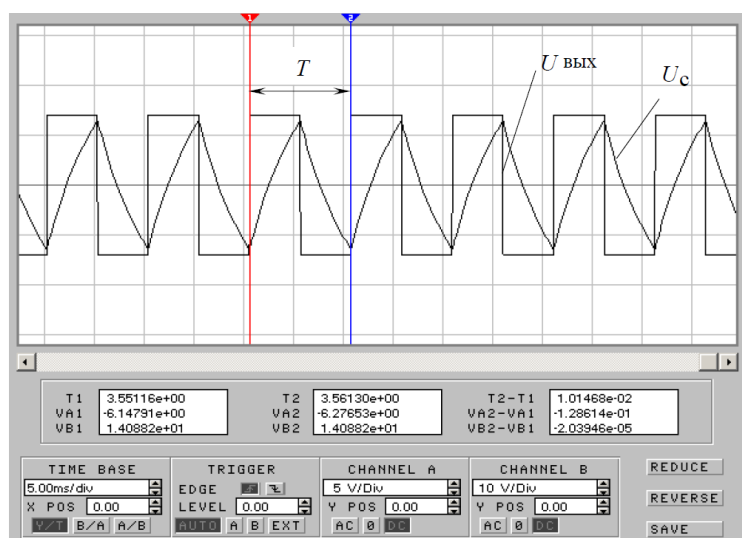 1 2
T
U вых
U c
T1 3.55116e+00 T2 3.56130e+00 T2-T1 1.01468e-02
VA1 -6.14791e+00 VA2 -6.27653e+00 VA2-VA1 -1.28614e-01
VB1 1.40882e+01 VB2 1.40882e+01 VB2-VB1 -2.03946e-05
TIME BASE
5.00ms/div
X POS 0.00
Y/T B/A A/B
TRIGGER
EDGE
LEVEL 0.00
AUTO A B EXT
CHANNEL A
5 V/Div
Y POS 0.00
AC 0 DC
CHANNEL B
10 V/Div
Y POS 0.00
AC 0 DC
REDUCE
REVERSE
SAVE